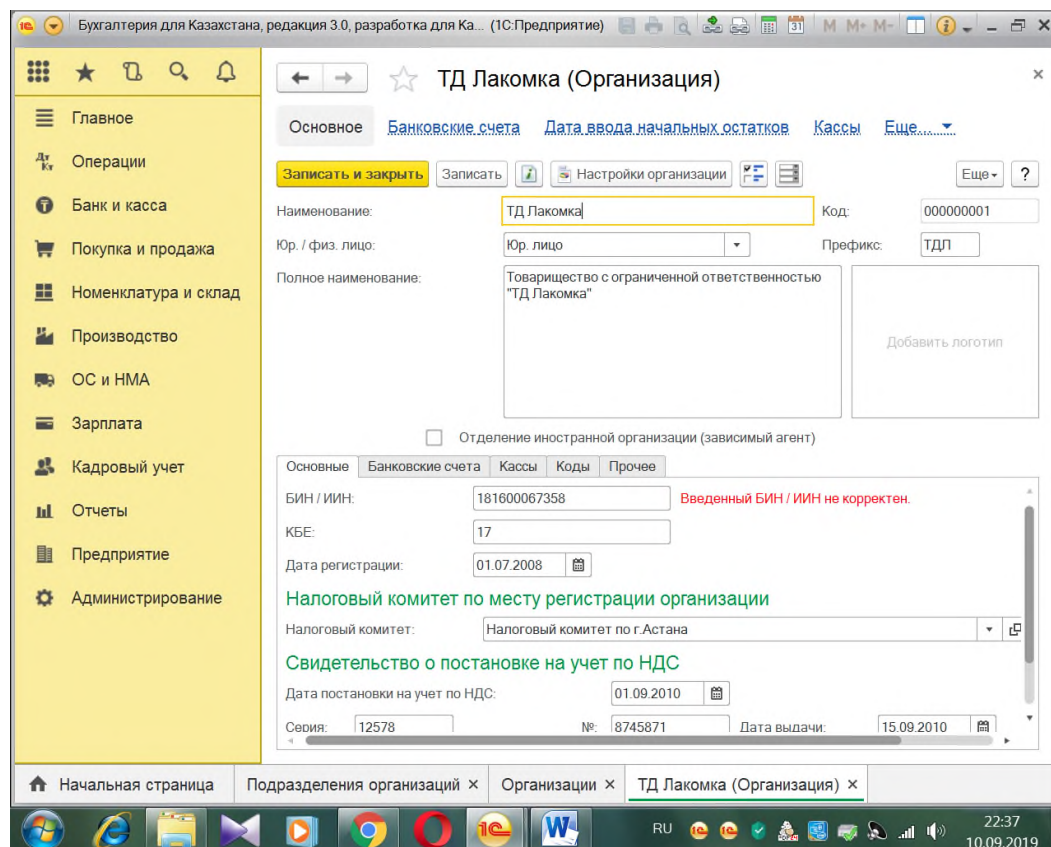 Бухгалтерия для Казахстана, редакция 3.0, разработка для Ка... (1С:Предприятие)
31 M M+ M-
Главное
Операции
Банк и касса
Покупка и продажа
Номенклатура и склад
Производство
ОС и НМА
Зарплата
Кадровый учет
Отчеты
Предприятие
Администрирование
ТД Лакомка (Организация)
Основное Банковские счета Дата ввода начальных остатков Кассы Еще...
Записать и закрыть Записать Настройки организации Еще ?
Наименование: ТД Лакомка Код: 000000001
Юр. / физ. лицо: Юр. лицо Префикс: ТДЛ
Полное наименование: Товарищество с ограниченной ответственностью
"ТД Лакомка"
Добавить логотип
Отделение иностранной организации (зависимый агент)
Основные Банковские счета Кассы Коды Прочее
БИН / ИИН: 181600067358 Введенный БИН / ИИН не корректен.
КБЕ: 17
Дата регистрации: 01.07.2008
Налоговый комитет по месту регистрации организации
Налоговый комитет: Налоговый комитет по г.Астана
Свидетельство о постановке на учет по НДС
Дата постановки на учет по НДС: 01.09.2010
Серия: 12578 №: 8745871 Дата выдачи: 15.09.2010
Начальная страница Подразделения организаций × Организации × ТД Лакомка (Организация) ×
RU 22:37
10.09.2019